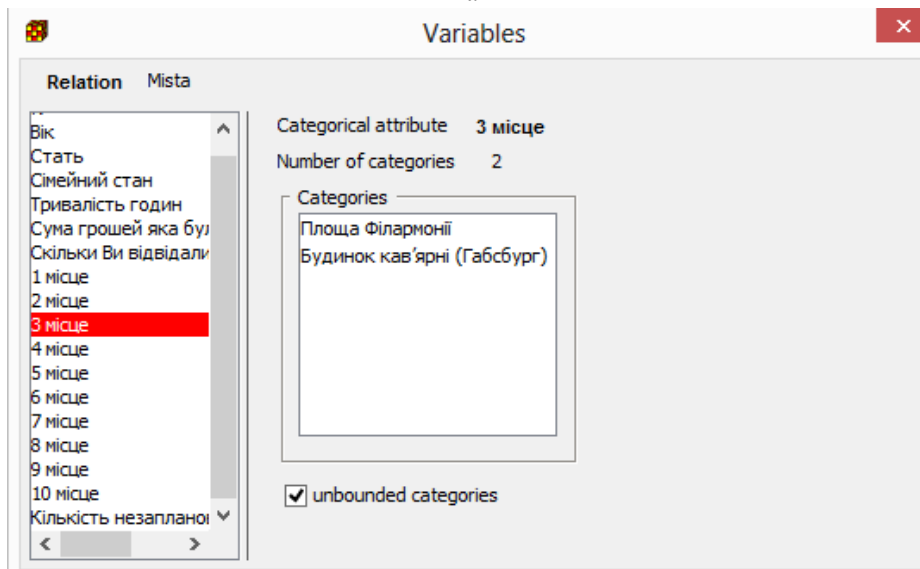 Variables
Relation Mista
Вік
Стать
Сімейний стан
Тривалість годин
Сума грошей яка бул
Скільки Ви відвідали
1 місце
2 місце
3 місце
4 місце
5 місце
6 місце
7 місце
8 місце
9 місце
10 місце
Кількість незапланов
Categorical attribute 3 місце
Number of categories 2
Categories
Площа Філармонії
Будинок кав’ярні (Габсбург)
unbounded categories